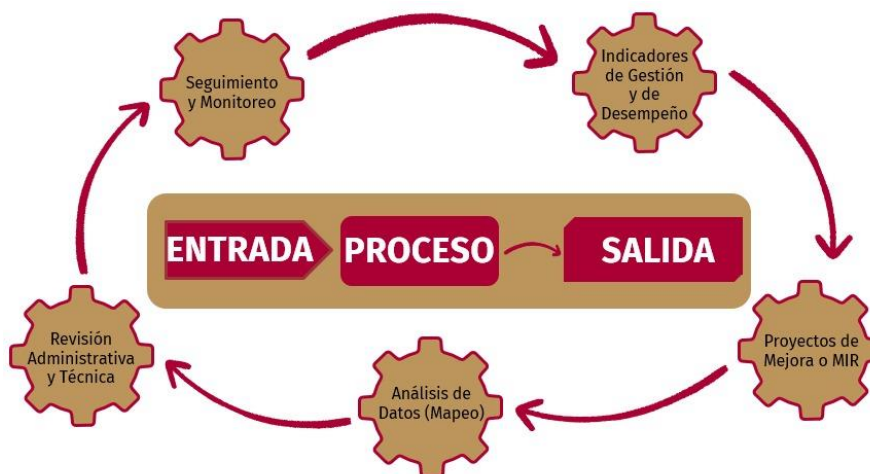 Seguimiento
y Monitoreo
Indicadores
de Gestión
y de
Desempeño
ENTRADA
PROCESO
SALIDA
Revisión
Administrativa
y Técnica
Análisis de
Datos (Mapeo)
Proyectos de
Mejora o MIR